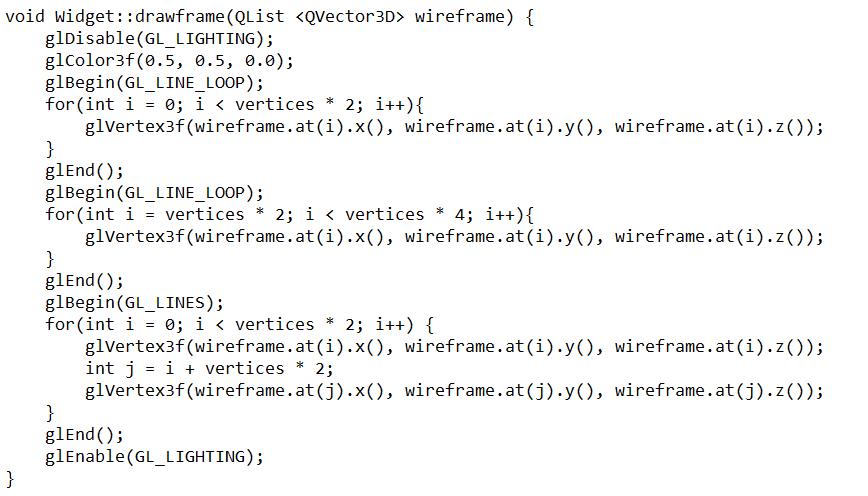 void Widget::drawframe(QList <QVector3D> wireframe) {
    glDisable(GL_LIGHTING);
    glColor3f(0.5, 0.5, 0.0);
    glBegin(GL_LINE_LOOP);
    for(int i = 0; i < vertices * 2; i++){
        glVertex3f(wireframe.at(i).x(), wireframe.at(i).y(), wireframe.at(i).z());
    }
    glEnd();
    glBegin(GL_LINE_LOOP);
    for(int i = vertices * 2; i < vertices * 4; i++){
        glVertex3f(wireframe.at(i).x(), wireframe.at(i).y(), wireframe.at(i).z());
    }
    glEnd();
    glBegin(GL_LINES);
    for(int i = 0; i < vertices * 2; i++) {
        glVertex3f(wireframe.at(i).x(), wireframe.at(i).y(), wireframe.at(i).z());
        int j = i + vertices * 2;
        glVertex3f(wireframe.at(j).x(), wireframe.at(j).y(), wireframe.at(j).z());
    }
    glEnd();
    glEnable(GL_LIGHTING);
}